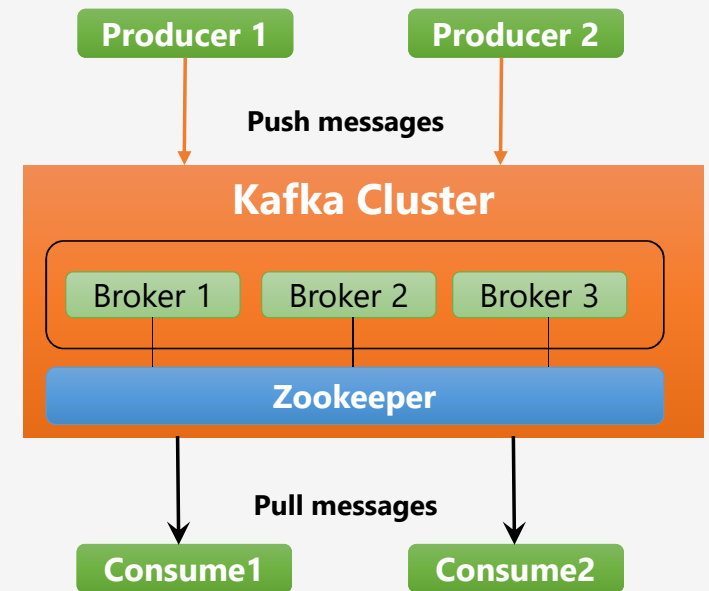 Producer 1
Producer 2
Push messages
Kafka Cluster
Broker 1
Broker 2
Broker 3
Zookeeper
Pull messages
Consume1
Consume2